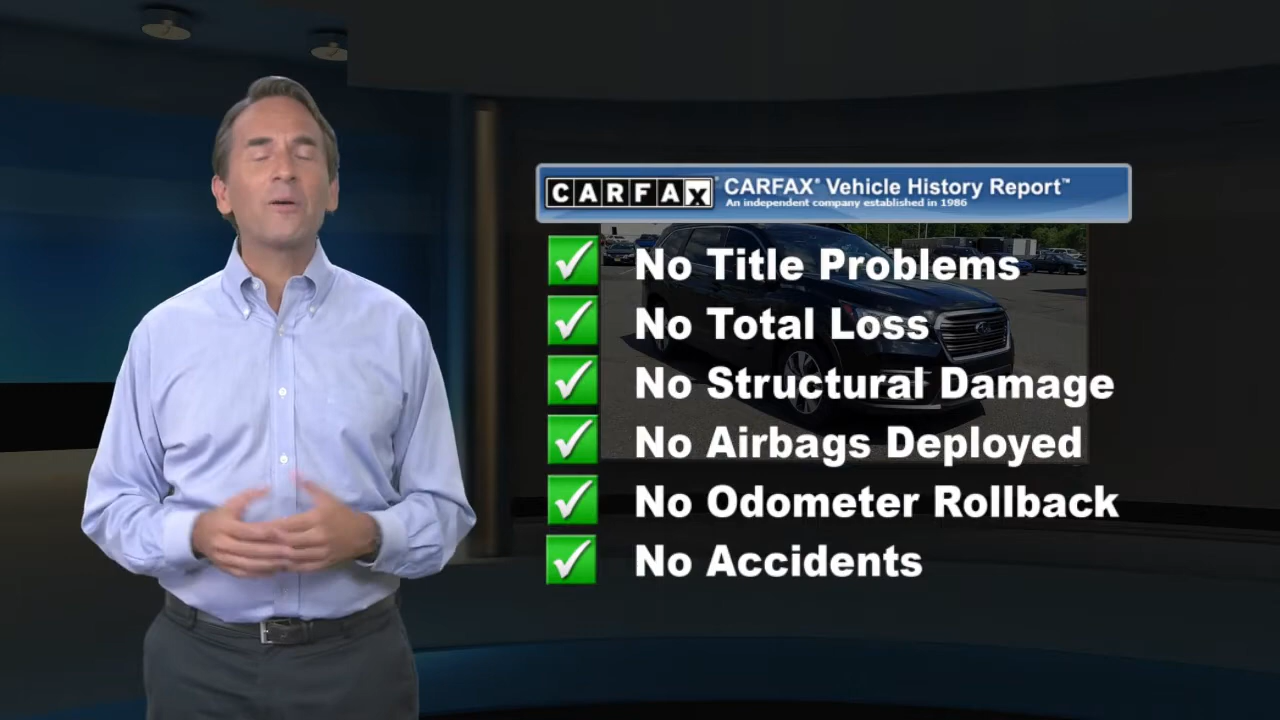 CARFAX® CARFAX® Vehicle History Report™
An independent company established in 1986
No Title Problems
No Total Loss
No Structural Damage
No Airbags Deployed
No Odometer Rollback
No Accidents